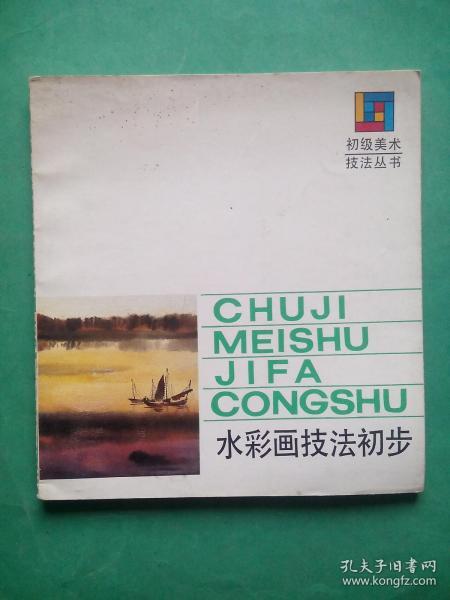 初级美术
技法丛书
CHUJI
MEISHU
JIFA
CONGSHU
水彩画技法初步
孔夫子旧书网
www.kongfz.com